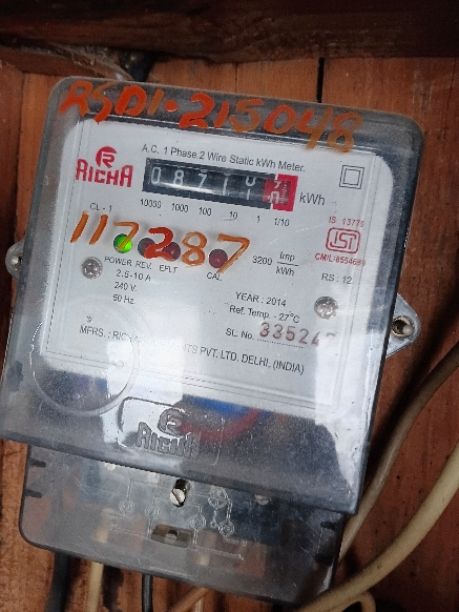 RSD1·215048
A.C. 1 Phase 2 Wire Static kWh Meter.
RICHA
kWh
CL - 1
10000 1000 100 10 1 1/10
IS 13779
117287
ISI
3200 Imp/kWh
POWER REV. EPLT CAL
RS : 12
2.5-10 A
240 V.
50 Hz.
YEAR : 2014
Ref. Temp. - 27°C
SL. No.
PVT. LTD. DELHI, (INDIA)
RICHA